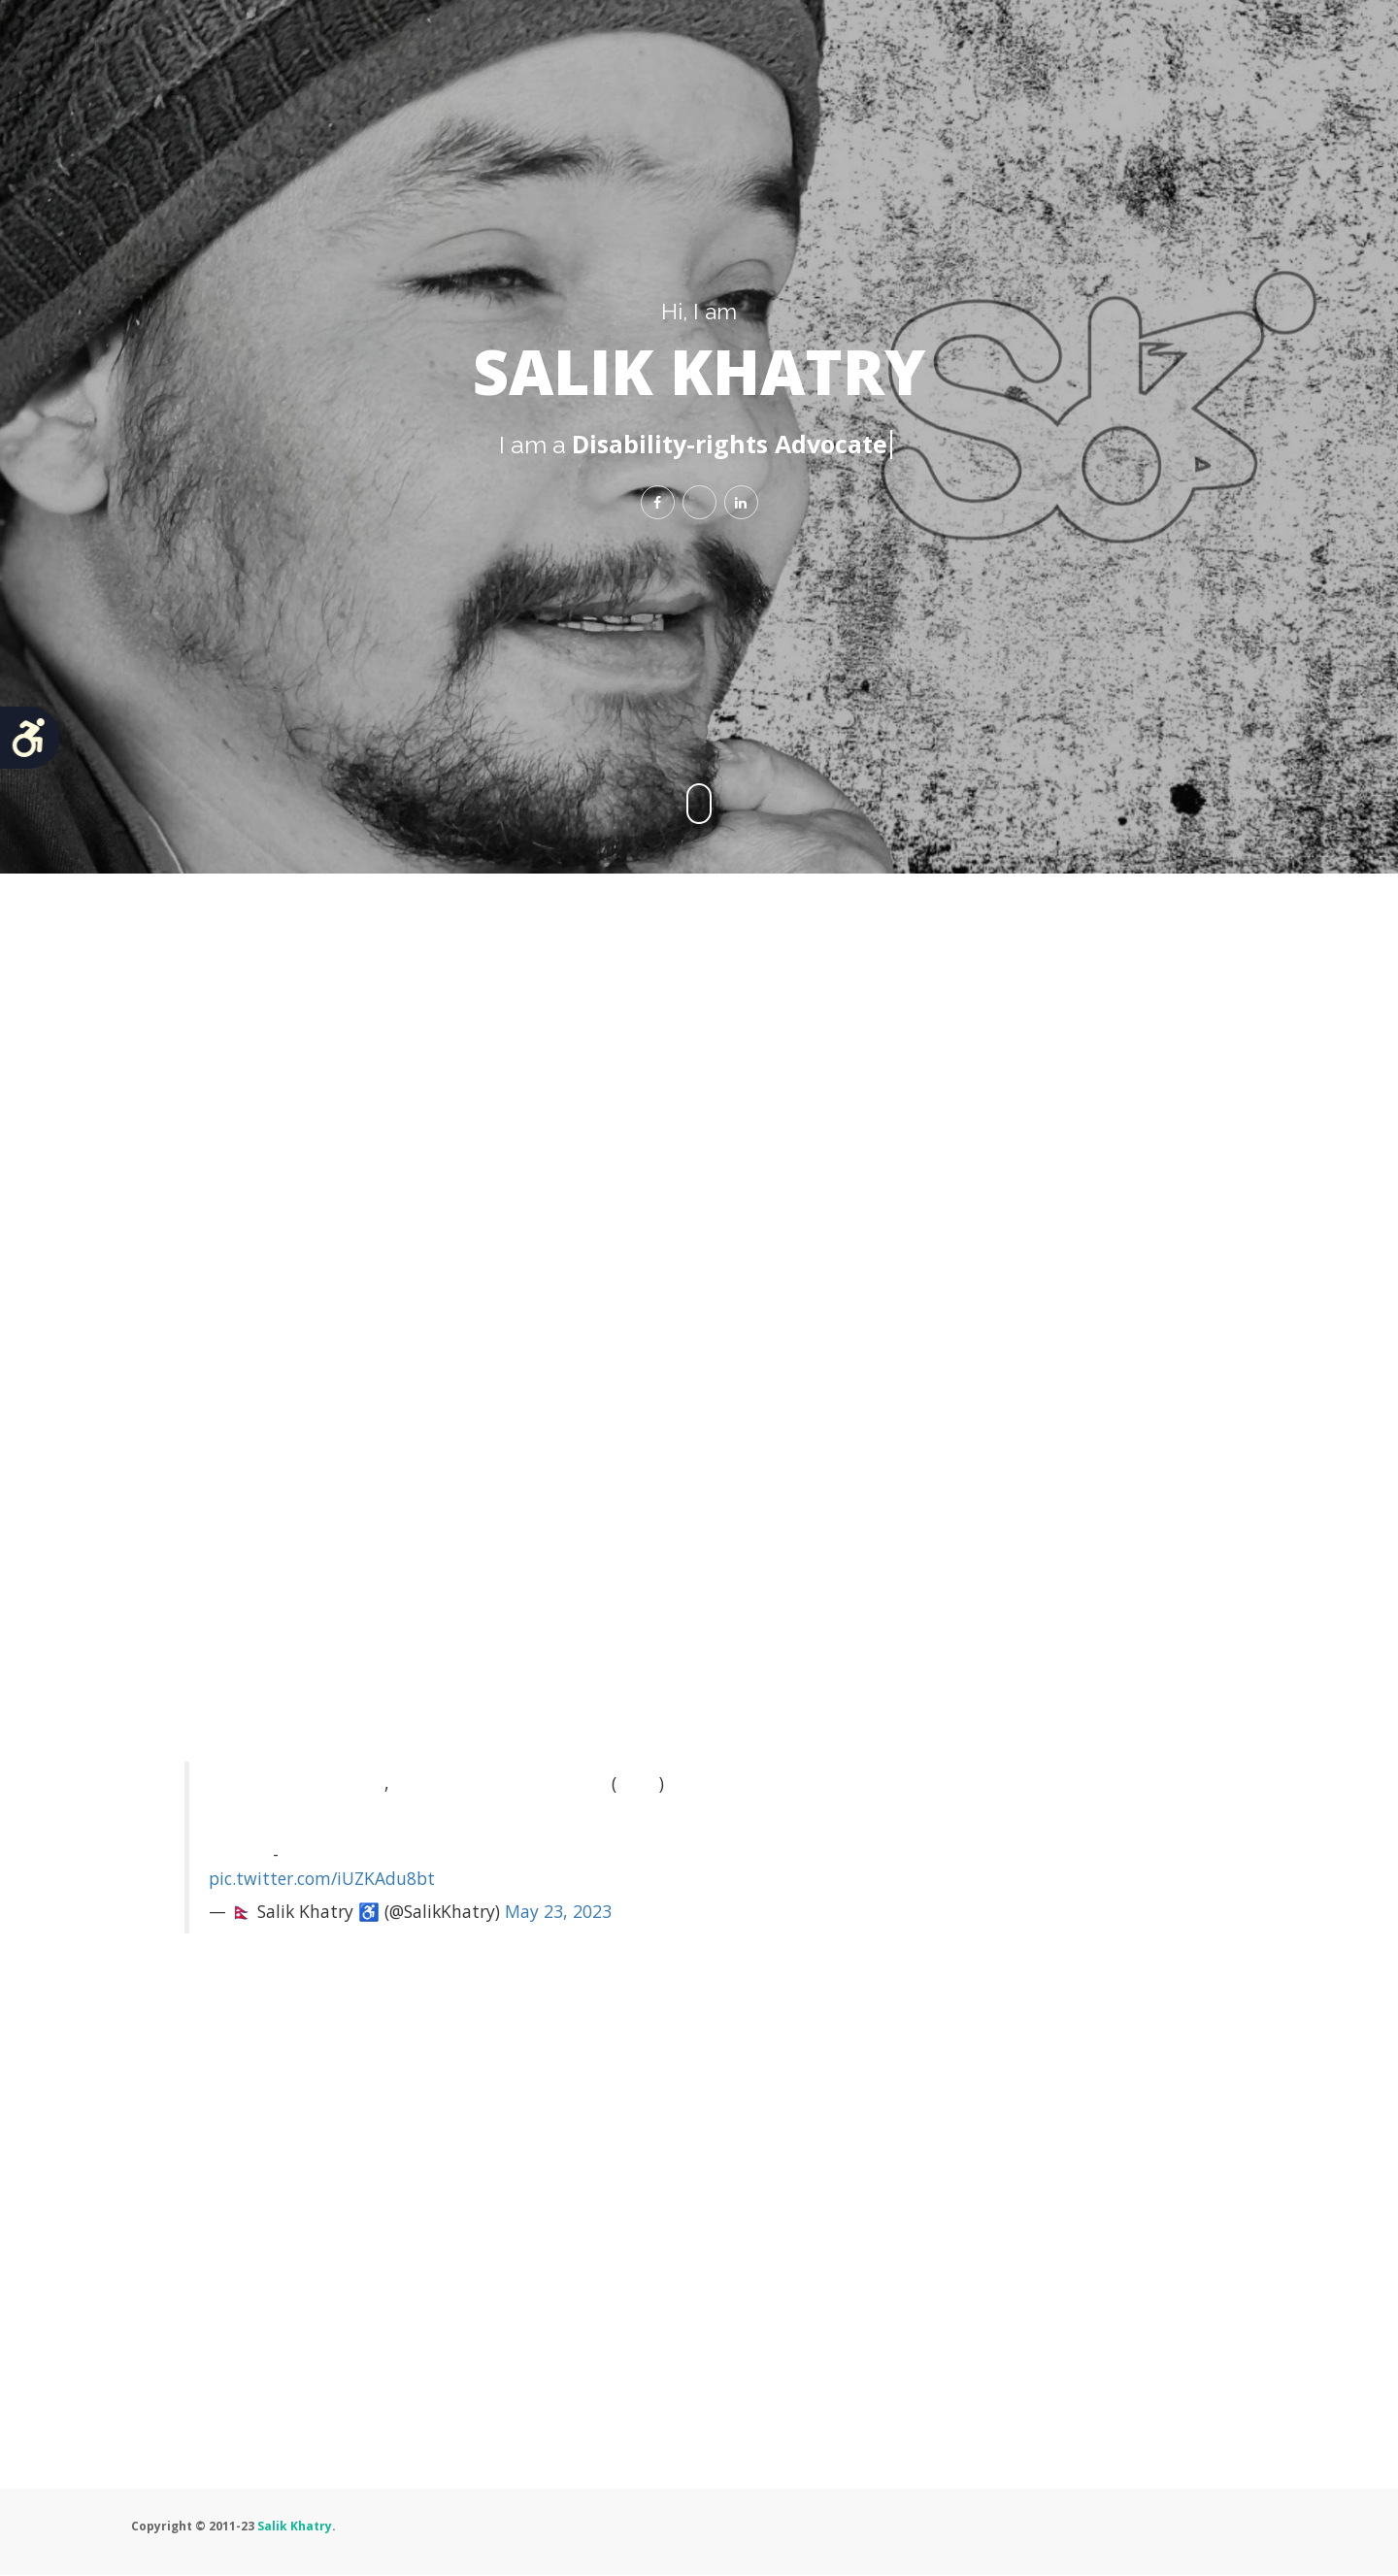 Hi, I am
SALIK KHATRY
I am a Disability-rights Advocate
, ( )
-
pic.twitter.com/iUZKAdu8bt
— 🇳🇵 Salik Khatry ♿ (@SalikKhatry) May 23, 2023
Copyright © 2011-23 Salik Khatry.